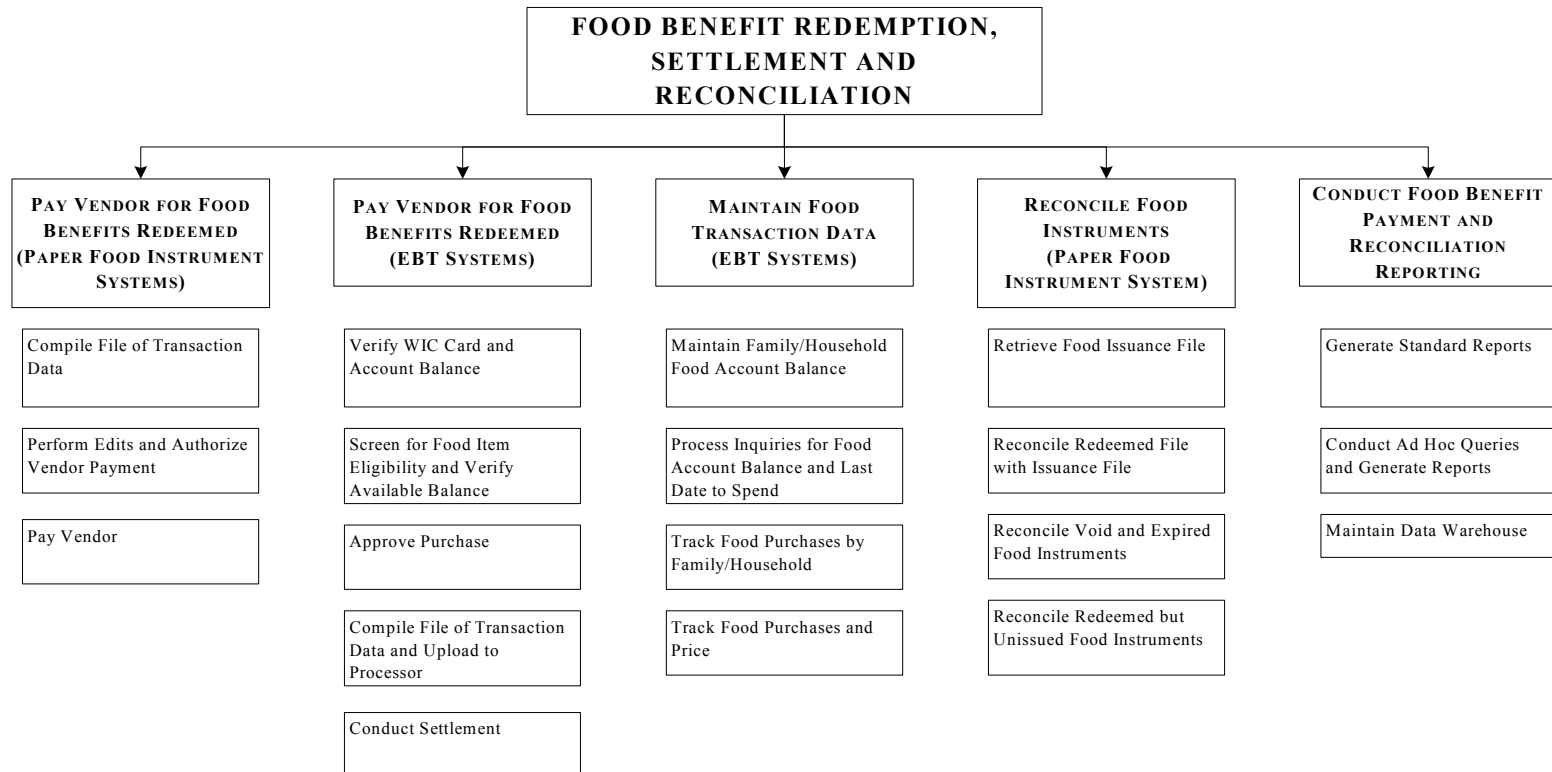 FOOD BENEFIT REDEMPTION,
SETTLEMENT AND
RECONCILIATION
PAY VENDOR FOR FOOD
BENEFITS REDEEMED
(PAPER FOOD INSTRUMENT
SYSTEMS)
Compile File of Transaction
Data
Perform Edits and Authorize
Vendor Payment
Pay Vendor
PAY VENDOR FOR FOOD
BENEFITS REDEEMED
(EBT SYSTEMS)
Verify WIC Card and
Account Balance
Screen for Food Item
Eligibility and Verify
Available Balance
Approve Purchase
Compile File of Transaction
Data and Upload to
Processor
Conduct Settlement
MAINTAIN FOOD
TRANSACTION DATA
(EBT SYSTEMS)
Maintain Family/Household
Food Account Balance
Process Inquiries for Food
Account Balance and Last
Date to Spend
Track Food Purchases by
Family/Household
Track Food Purchases and
Price
RECONCILE FOOD
INSTRUMENTS
(PAPER FOOD
INSTRUMENT SYSTEM)
Retrieve Food Issuance File
Reconcile Redeemed File
with Issuance File
Reconcile Void and Expired
Food Instruments
Reconcile Redeemed but
Unissued Food Instruments
CONDUCT FOOD BENEFIT
PAYMENT AND
RECONCILIATION
REPORTING
Generate Standard Reports
Conduct Ad Hoc Queries
and Generate Reports
Maintain Data Warehouse